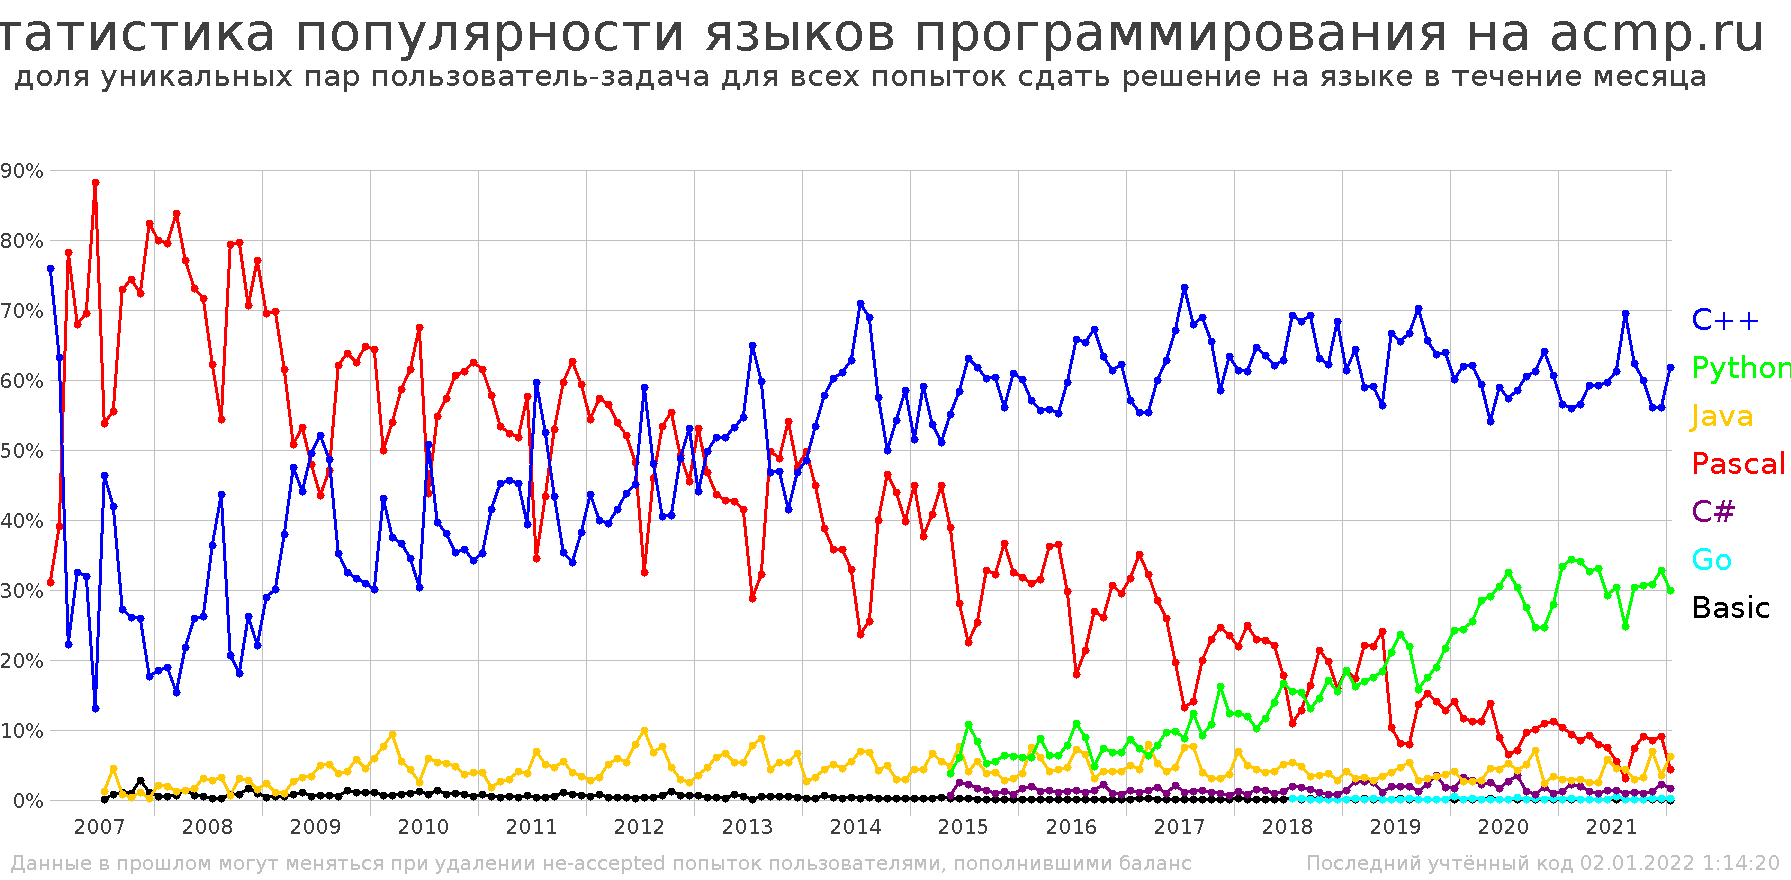 татистика популярности языков программирования на acmp.ru
доля уникальных пар пользователь-задача для всех попыток сдать решение на языке в течение месяца
90%
80%
70%
60%
50%
40%
30%
20%
10%
0%
C++
Python
Java
Pascal
C#
Go
Basic
2007 2008 2009 2010 2011 2012 2013 2014 2015 2016 2017 2018 2019 2020 2021
Данные в прошлом могут меняться при удалении не-accepted попыток пользователями, пополнившими баланс
Последний учтённый код 02.01.2022 1:14:20